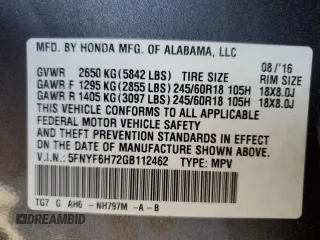 MFD. BY HONDA MFG. OF ALABAMA, LLC
08/'16
GVWR 2650 KG(5842 LBS) TIRE SIZE RIM SIZE
GAWR F 1295 KG(2855 LBS)245/60R18 105H 18X8.0J
GAWR R 1405 KG(3097 LBS)245/60R18 105H 18X8.0J
THIS VEHICLE CONFORMS TO ALL APPLICABLE
FEDERAL MOTOR VEHICLE SAFETY AND THEFT
PREVENTION STANDARDS IN EFFECT ON THE DATE
OF MANUFACTURE SHOWN ABOVE.
V.I.N.: 5FNYF6H72GB112462 TYPE: MPV
TG7 G AH6 - NH797M -A-B